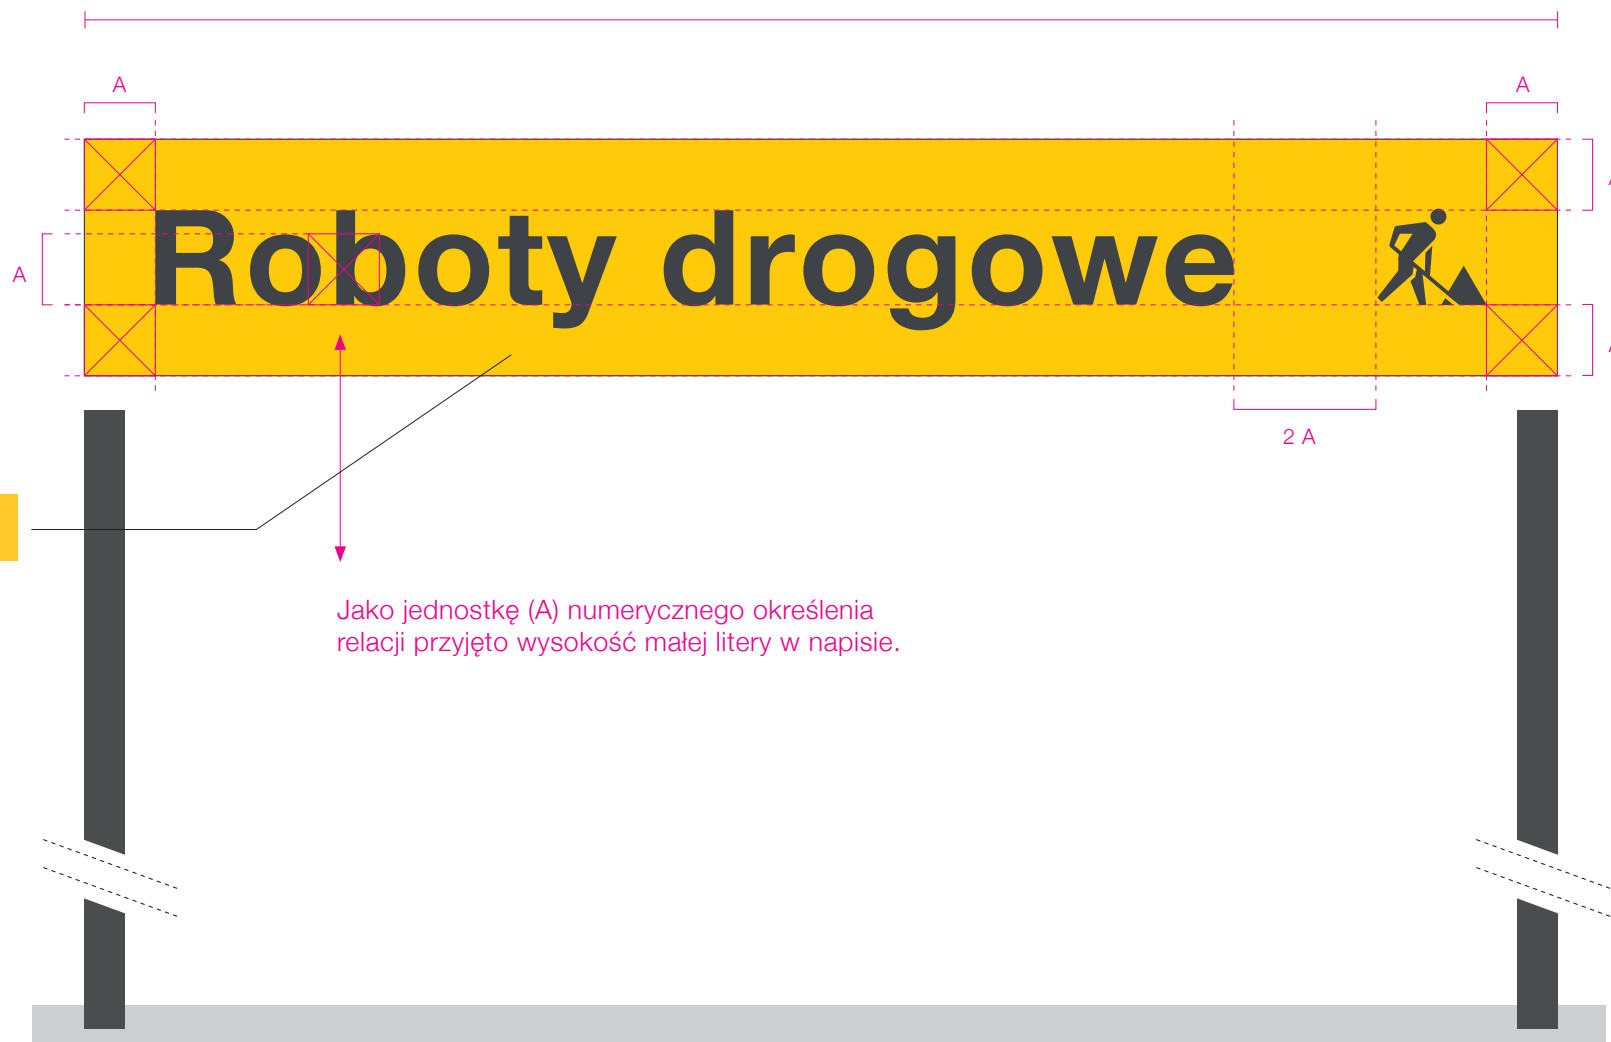 A
A
Roboty drogowe
A
2 A
Jako jednostkę (A) numerycznego określenia
relacji przyjęto wysokość małej litery w napisie.